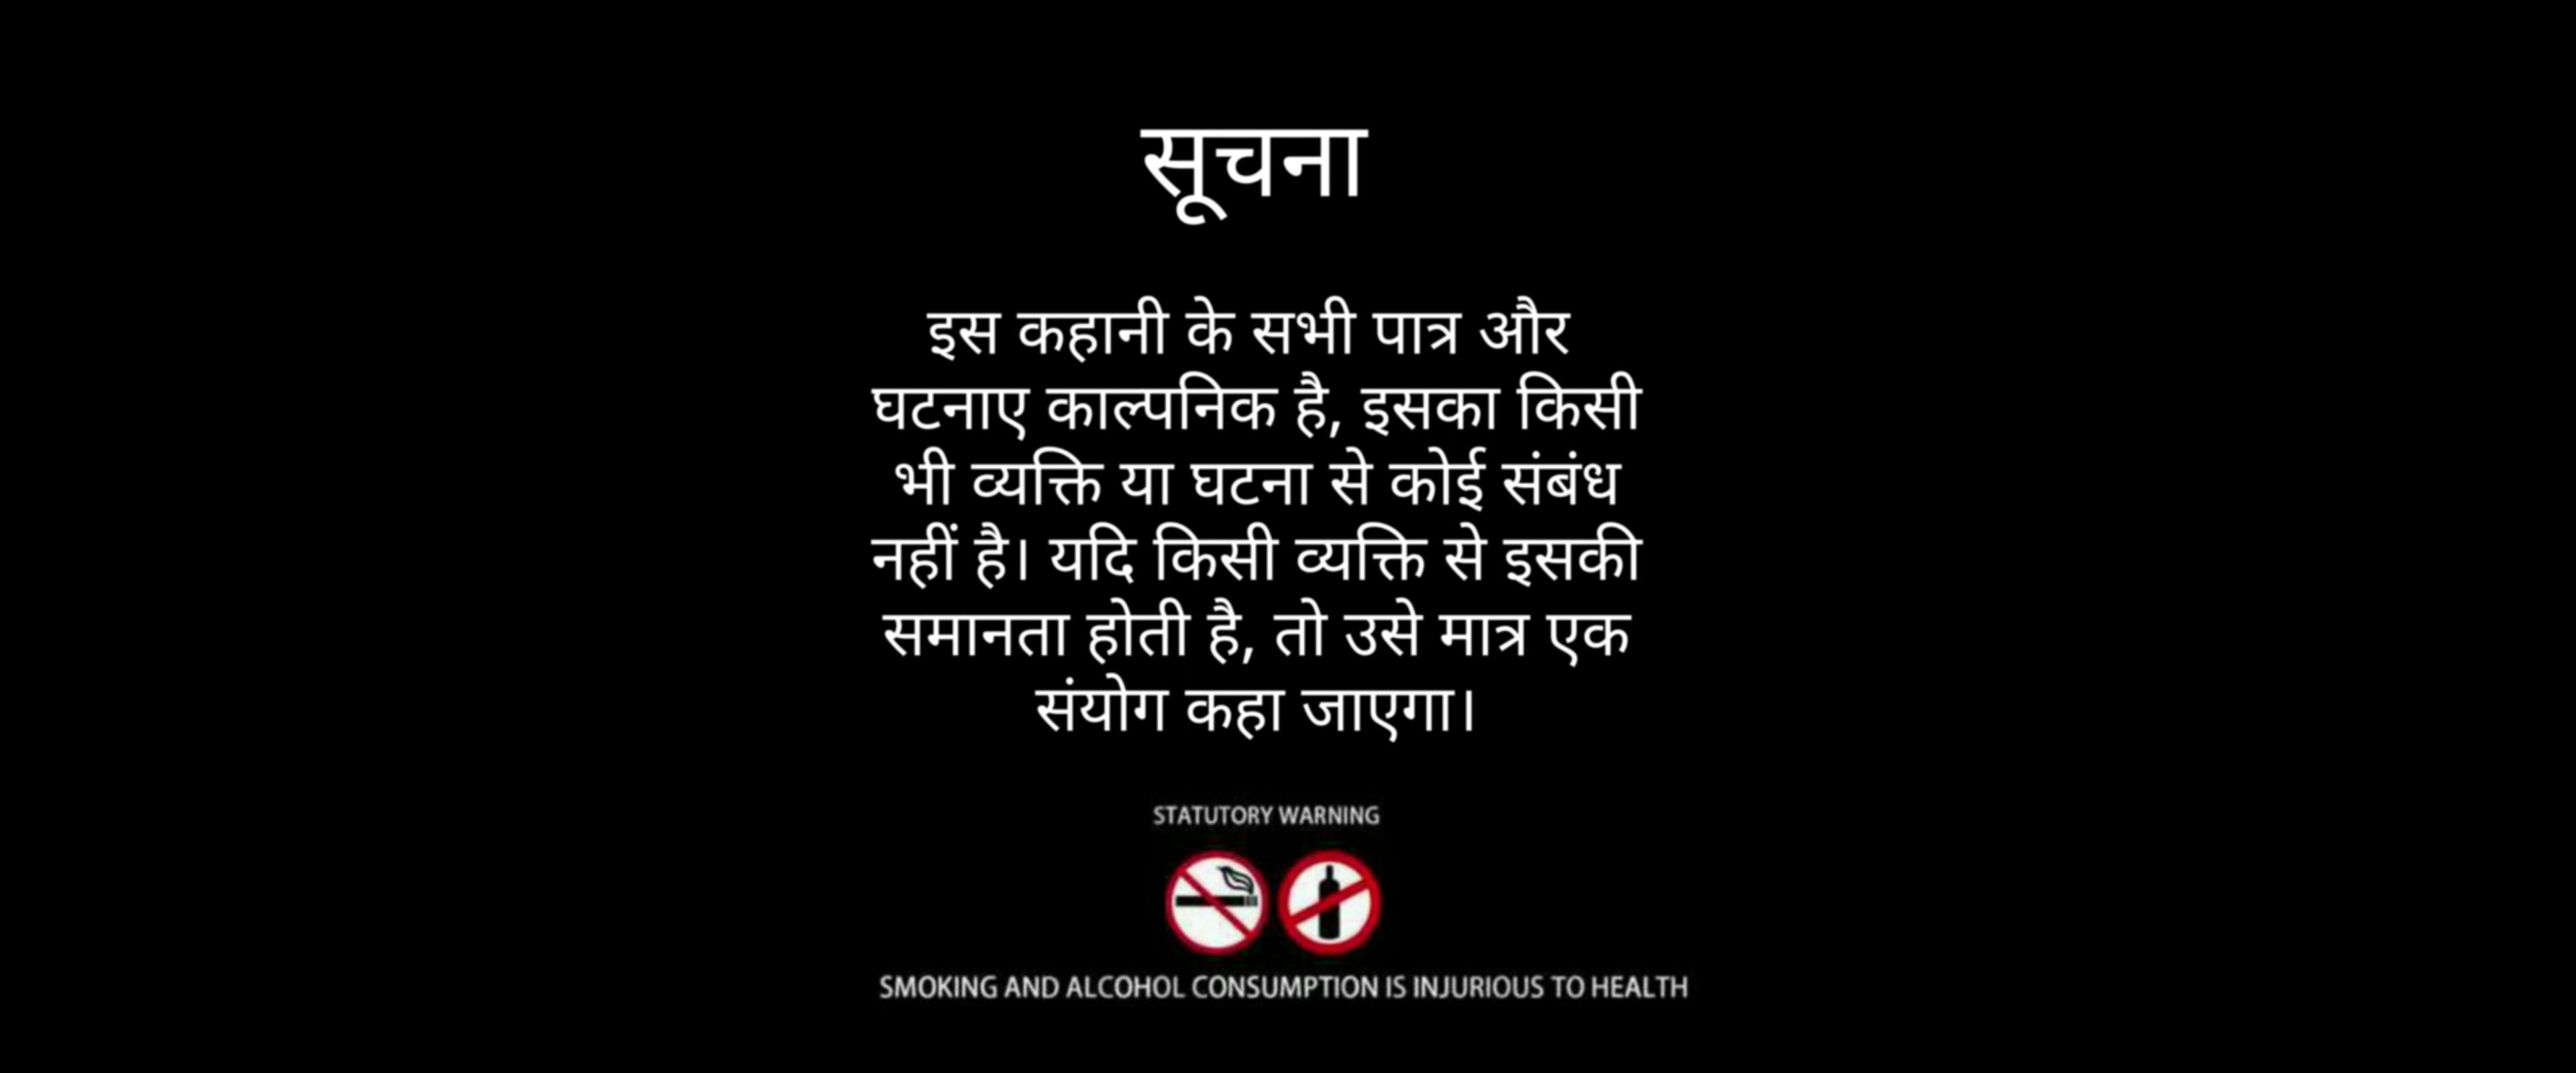 सूचना
इस कहानी के सभी पात्र और
घटनाए काल्पनिक है, इसका किसी
भी व्यक्ति या घटना से कोई संबंध
नहीं है। यदि किसी व्यक्ति से इसकी
समानता होती है, तो उसे मात्र एक
संयोग कहा जाएगा।
STATUTORY WARNING
SMOKING AND ALCOHOL CONSUMPTION IS INJURIOUS TO HEALTH